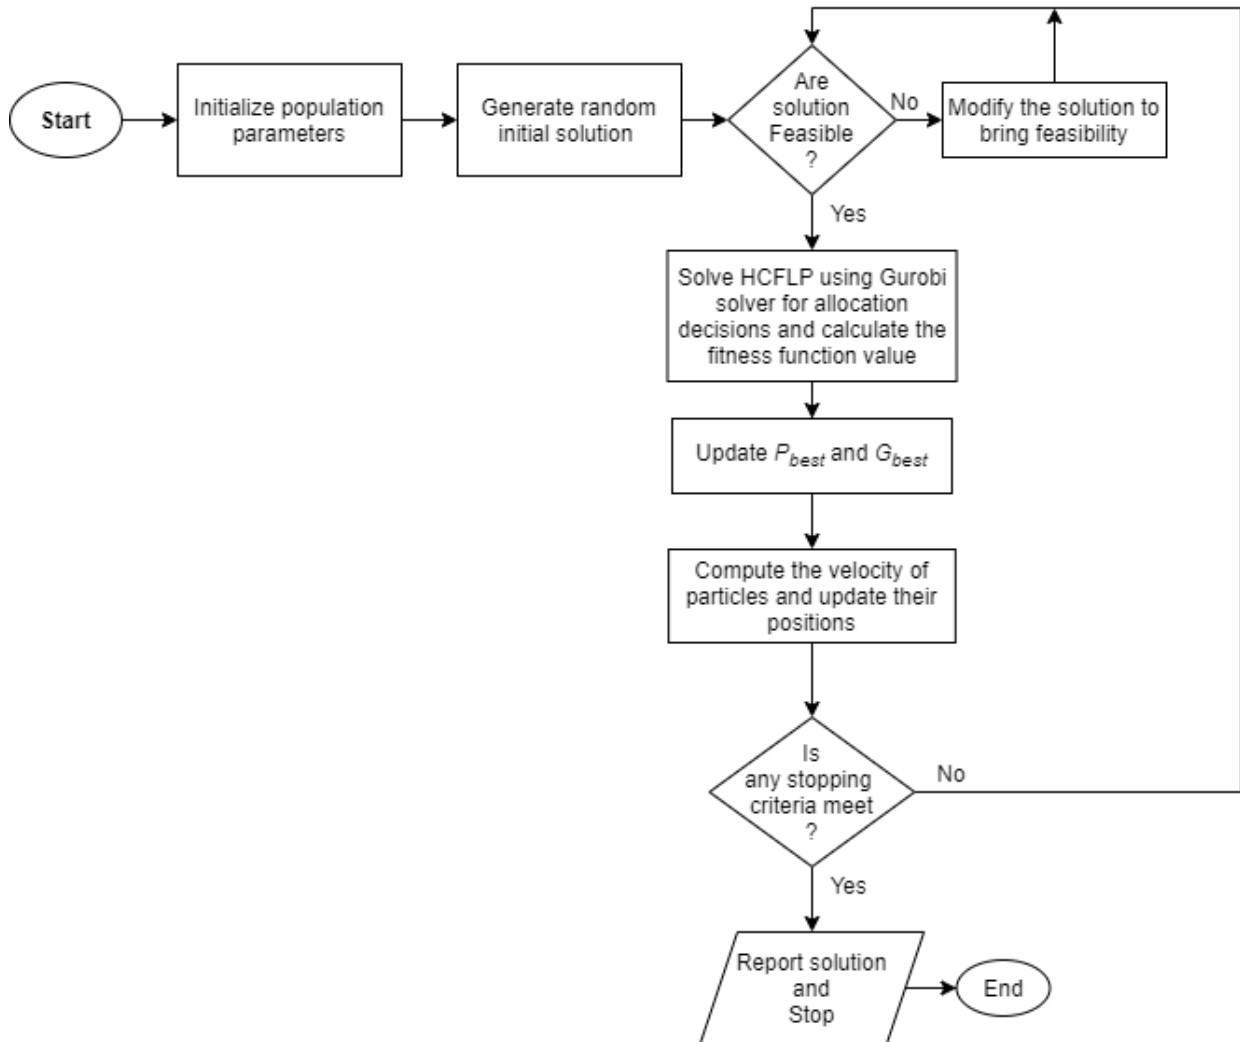 Start
Initialize population
parameters
Generate random
initial solution
Are
solution
Feasible
?
No
Modify the solution to
bring feasibility
Yes
Solve HCFLP using Gurobi
solver for allocation
decisions and calculate the
fitness function value
Update P_best and G_best
Compute the velocity of
particles and update their
positions
Is
any stopping
criteria meet
?
No
Yes
Report solution
and
Stop
End